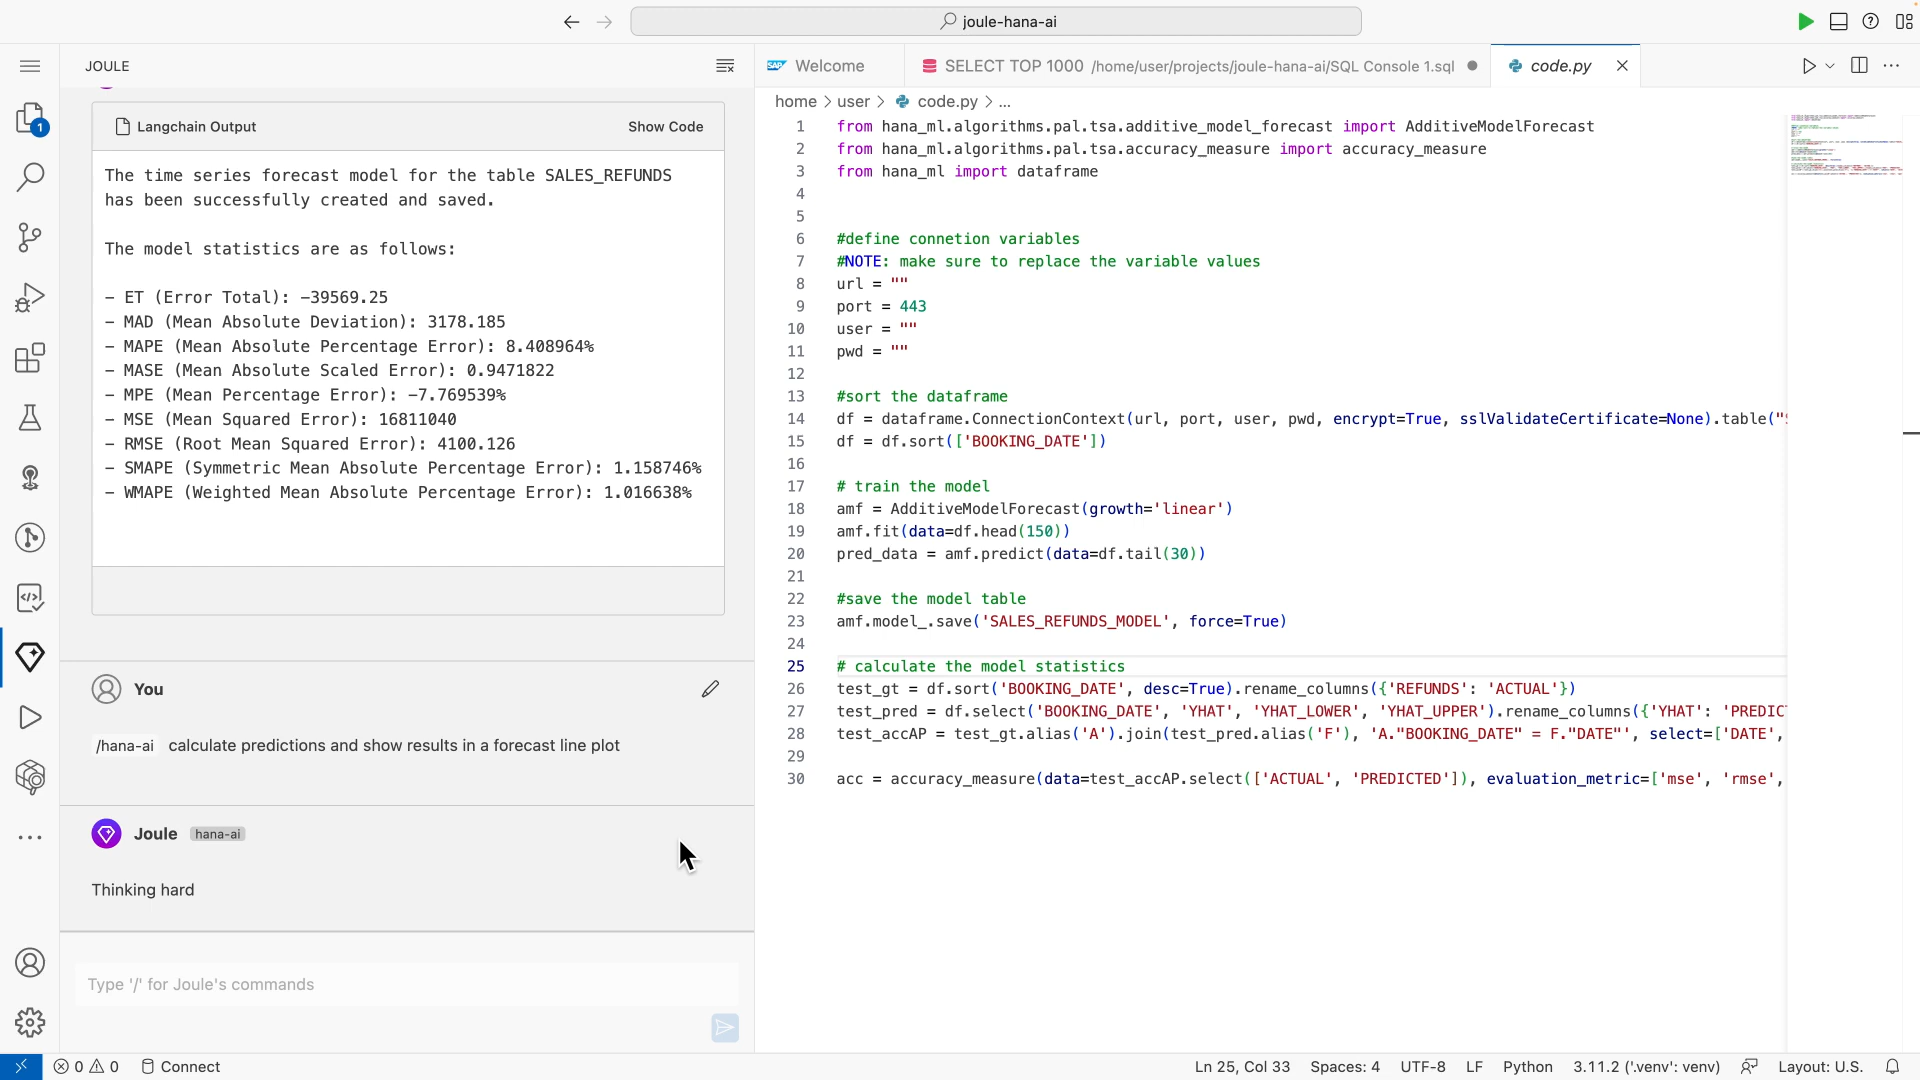 joule-hana-ai
JOULE
1
Langchain Output
Show Code
The time series forecast model for the table SALES_REFUNDS
has been successfully created and saved.
The model statistics are as follows:
- ET (Error Total): -39569.25
- MAD (Mean Absolute Deviation): 3178.185
- MAPE (Mean Absolute Percentage Error): 8.408964%
- MASE (Mean Absolute Scaled Error): 0.9471822
- MPE (Mean Percentage Error): -7.769539%
- MSE (Mean Squared Error): 16811040
- RMSE (Root Mean Squared Error): 4100.126
- SMAPE (Symmetric Mean Absolute Percentage Error): 1.158746%
- WMAPE (Weighted Mean Absolute Percentage Error): 1.016638%
You
/hana-ai calculate predictions and show results in a forecast line plot
Joule hana-ai
Thinking hard
Type '/' for Joule's commands
SAP Welcome
SELECT TOP 1000 /home/user/projects/joule-hana-ai/SQL Console 1.sql
code.py
home > user > code.py > ...
1 from hana_ml.algorithms.pal.tsa.additive_model_forecast import AdditiveModelForecast
2 from hana_ml.algorithms.pal.tsa.accuracy_measure import accuracy_measure
3 from hana_ml import dataframe
4
5
6 #define connetion variables
7 #NOTE: make sure to replace the variable values
8 url = ""
9 port = 443
10 user = ""
11 pwd = ""
12
13 #sort the dataframe
14 df = dataframe.ConnectionContext(url, port, user, pwd, encrypt=True, sslValidateCertificate=None).table("
15 df = df.sort(['BOOKING_DATE'])
16
17 # train the model
18 amf = AdditiveModelForecast(growth='linear')
19 amf.fit(data=df.head(150))
20 pred_data = amf.predict(data=df.tail(30))
21
22 #save the model table
23 amf.model_.save('SALES_REFUNDS_MODEL', force=True)
24
25 # calculate the model statistics
26 test_gt = df.sort('BOOKING_DATE', desc=True).rename_columns({'REFUNDS': 'ACTUAL'})
27 test_pred = df.select('BOOKING_DATE', 'YHAT', 'YHAT_LOWER', 'YHAT_UPPER').rename_columns({'YHAT': 'PREDIC
28 test_accAP = test_gt.alias('A').join(test_pred.alias('F'), 'A."BOOKING_DATE" = F."DATE"', select=['DATE',
29
30 acc = accuracy_measure(data=test_accAP.select(['ACTUAL', 'PREDICTED']), evaluation_metric=['mse', 'rmse',
0 0 Connect
Ln 25, Col 33 Spaces: 4 UTF-8 LF Python 3.11.2 ('.venv': venv) Layout: U.S.